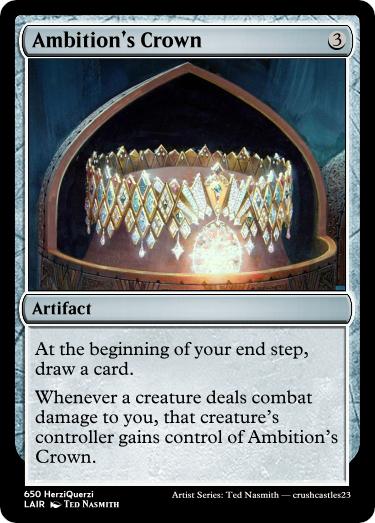 Ambition's Crown 3
Artifact
At the beginning of your end step,
draw a card.
Whenever a creature deals combat
damage to you, that creature's
controller gains control of Ambition's
Crown.
650 HerziQuerzi
LAIR Ted Nasmith
Artist Series: Ted Nasmith — crushcastles23